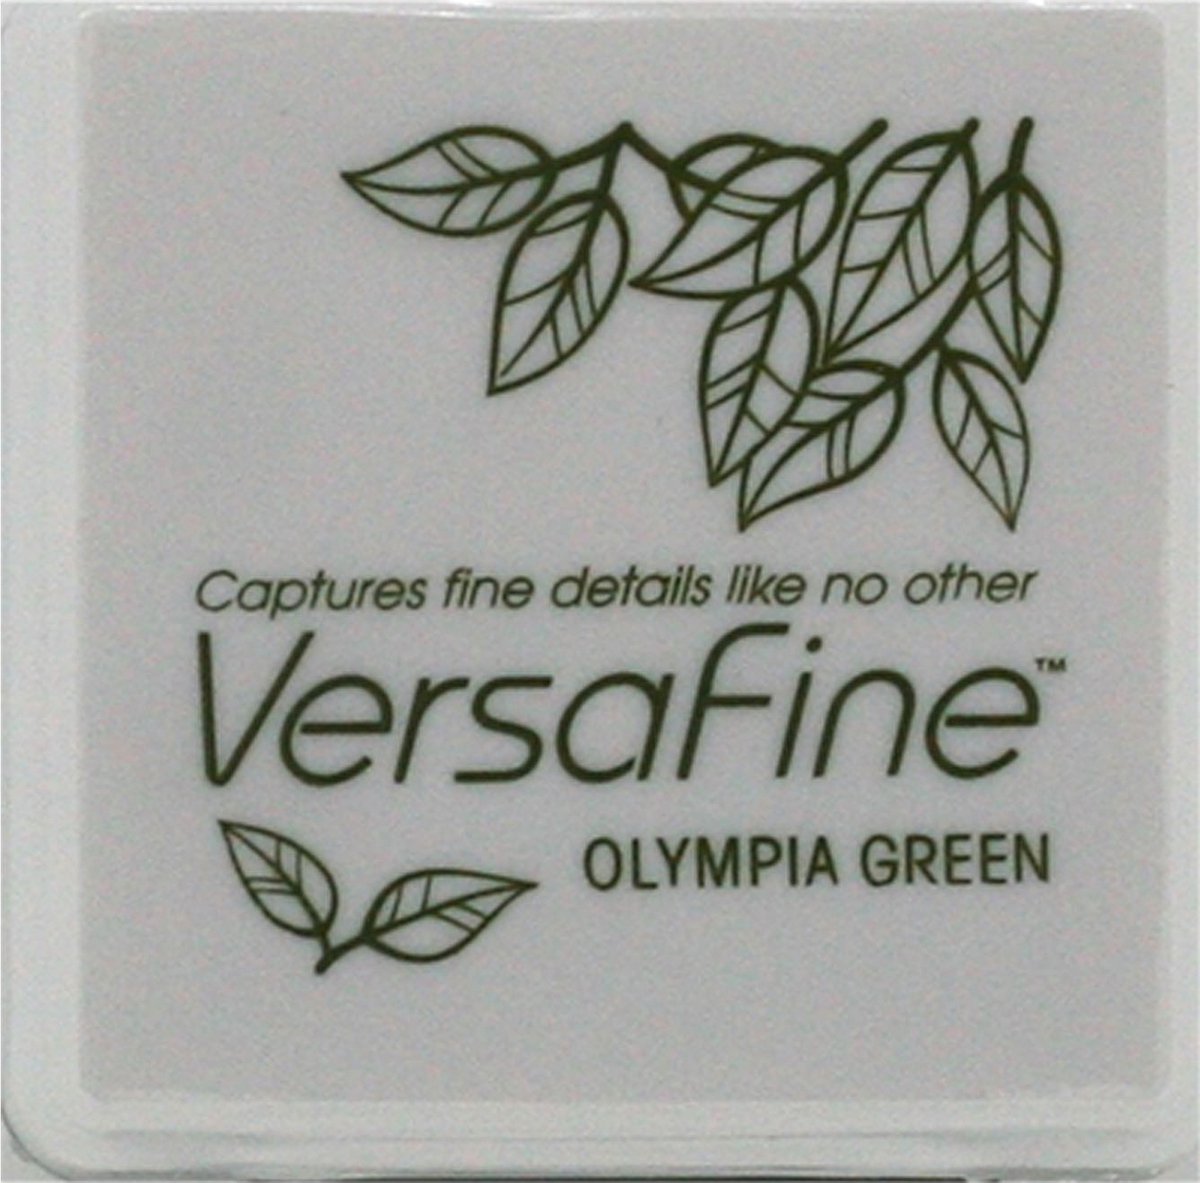 Captures fine details like no other
VersaFine™
OLYMPIA GREEN